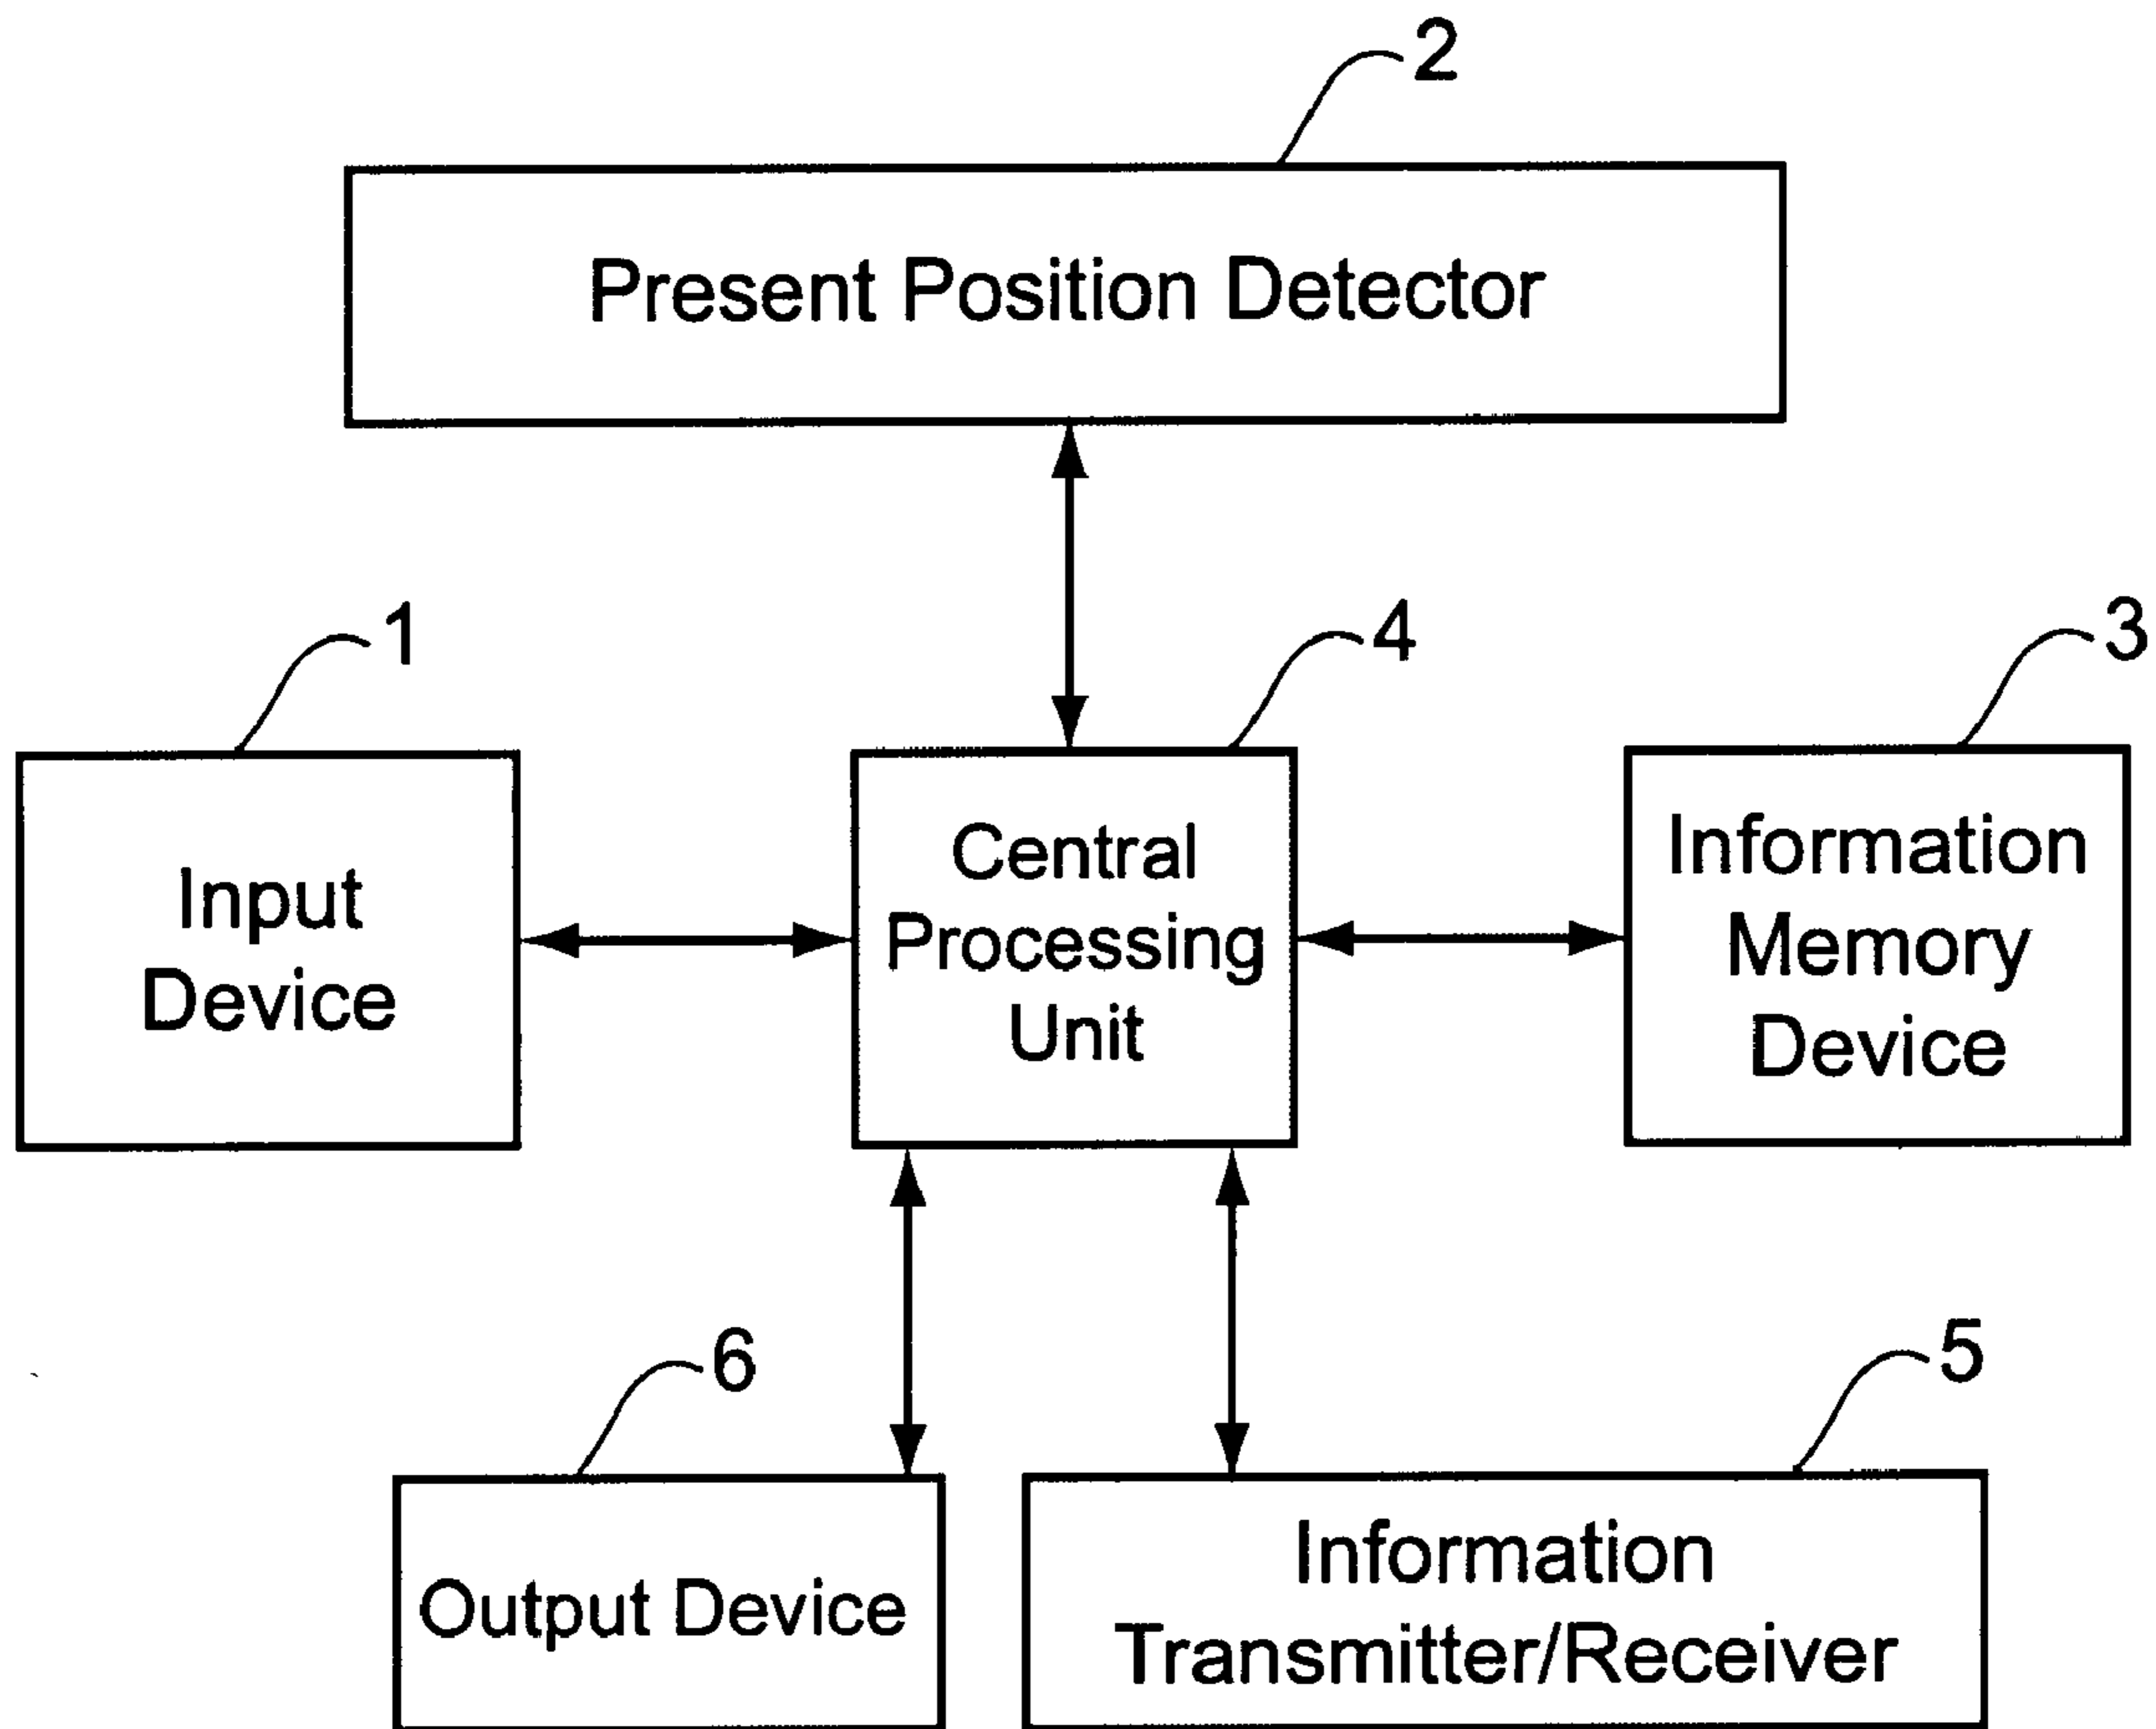 2
Present Position Detector
1
4
3
Input
Device
Central
Processing
Unit
Information
Memory
Device
6
5
Output Device
Information
Transmitter/Receiver